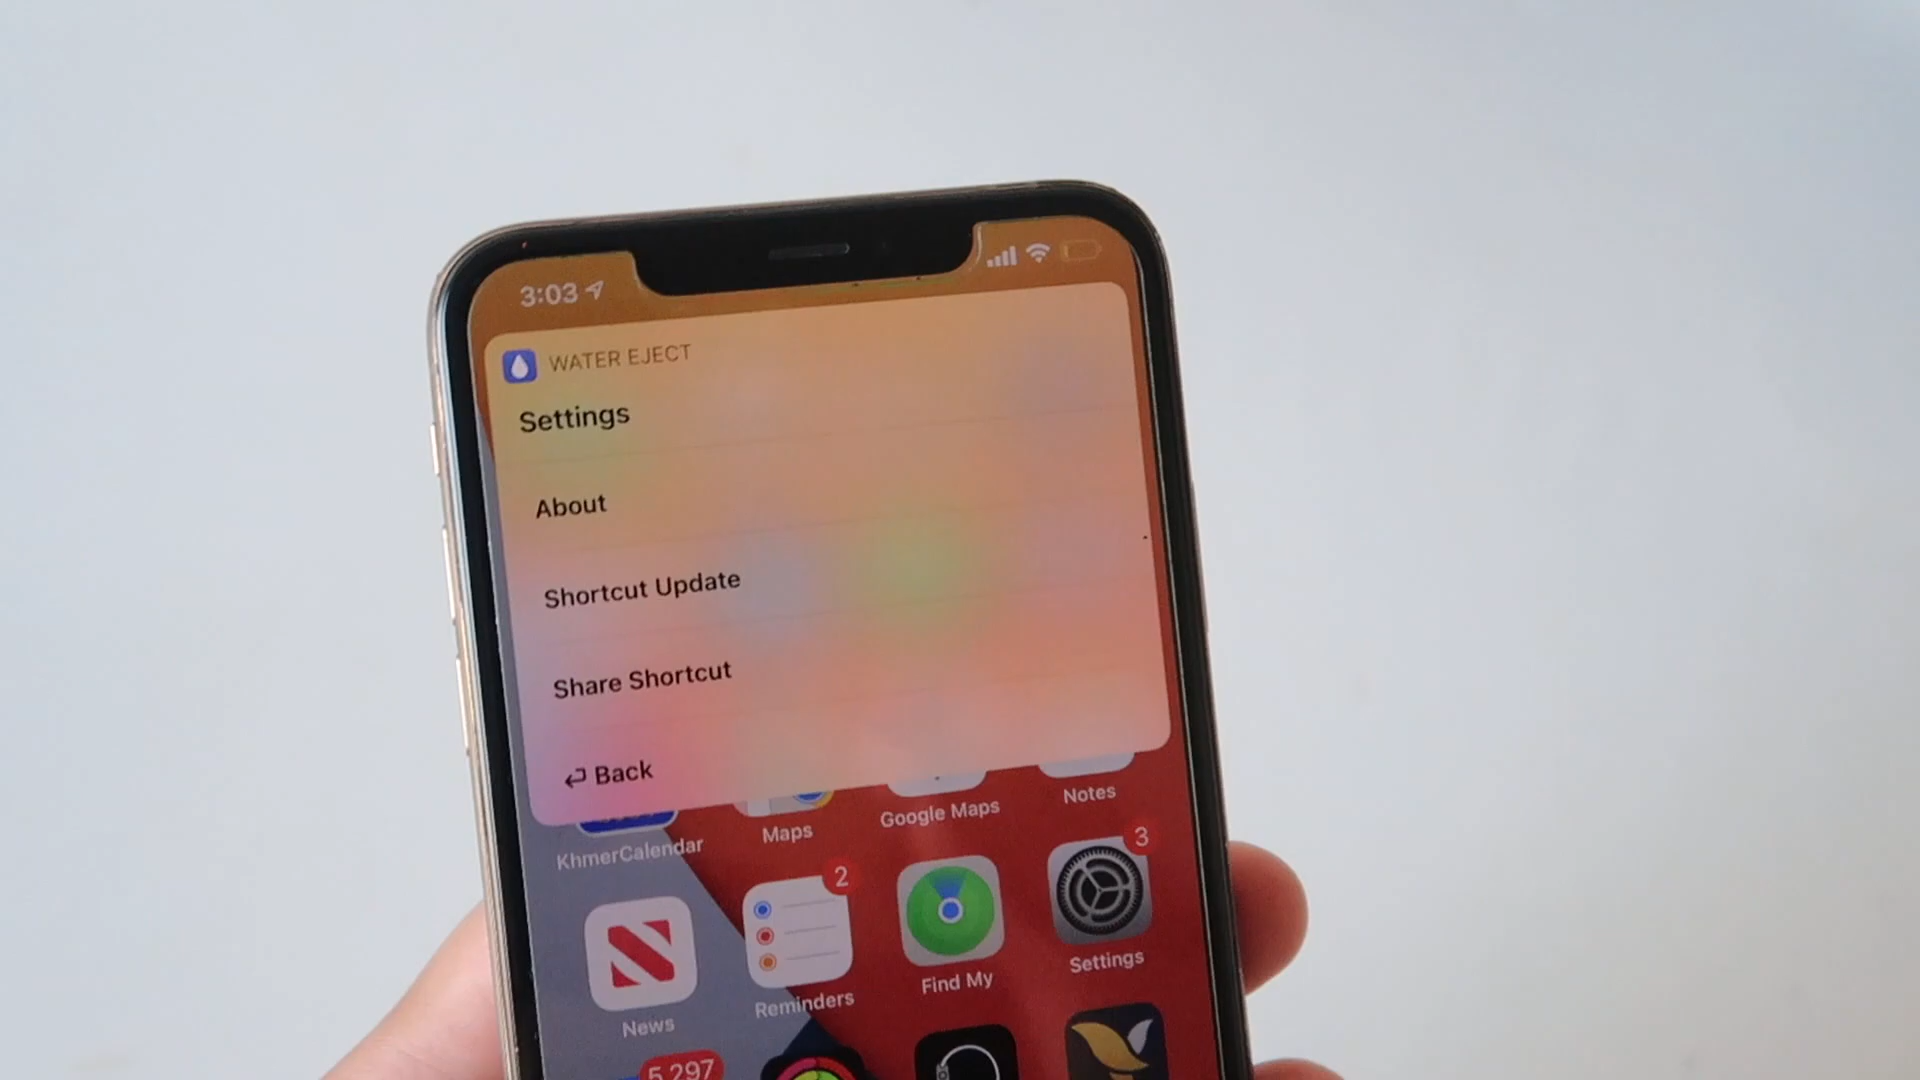 3:03
WATER EJECT
Settings
About
Shortcut Update
Share Shortcut
Back
KhmerCalendar
Maps
Google Maps
Notes
2
3
News
Reminders
Find My
Settings
5,297